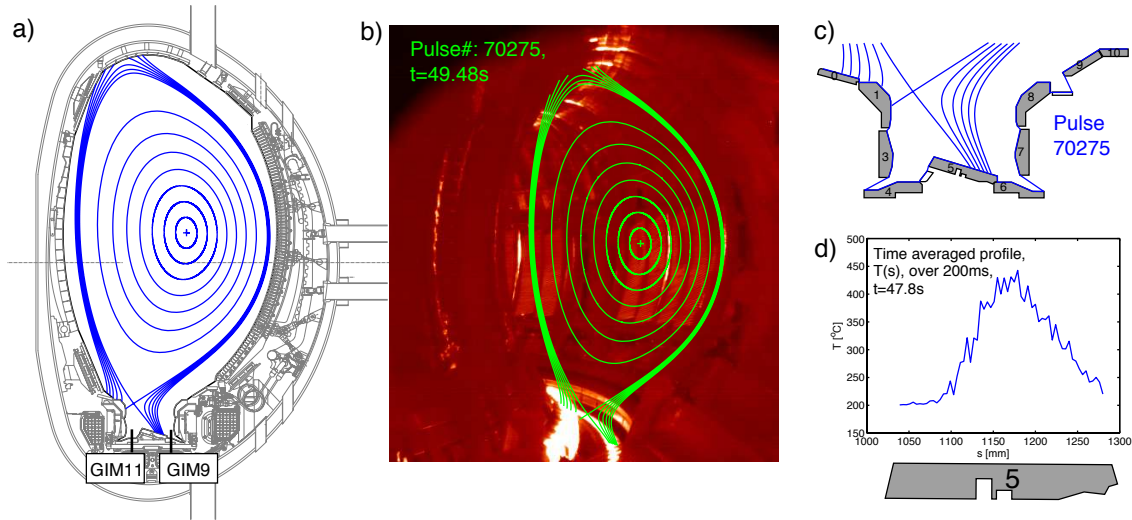 a)
GIM11
GIM9
b)
Pulse#: 70275,
t=49.48s
c)
0
1
3
4
5
6
7
8
9
10
Pulse
70275
d)
Time averaged profile,
T(s), over 200ms,
t=47.8s
T [°C]
500
450
400
350
300
250
200
150
1000
1050
1100
1150
1200
1250
1300
s [mm]
5